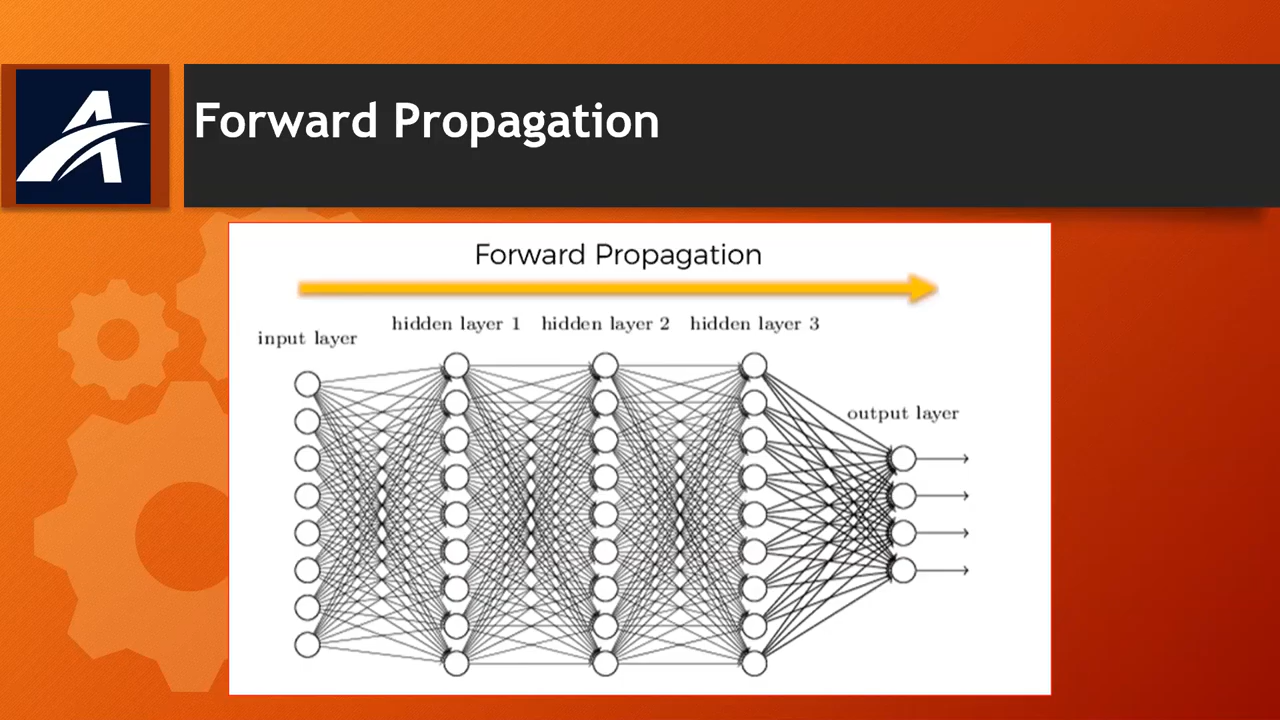 Forward Propagation
Forward Propagation
hidden layer 1 hidden layer 2 hidden layer 3
input layer
output layer